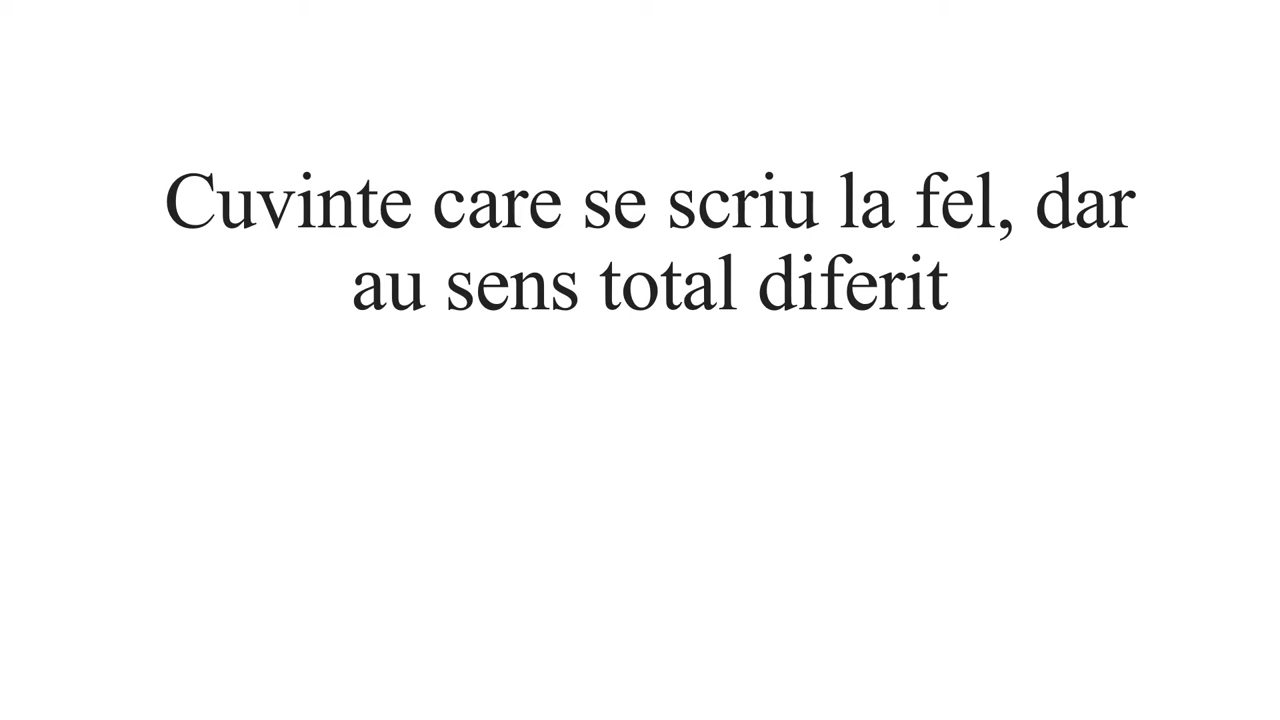 Cuvinte care se scriu la fel, dar
au sens total diferit